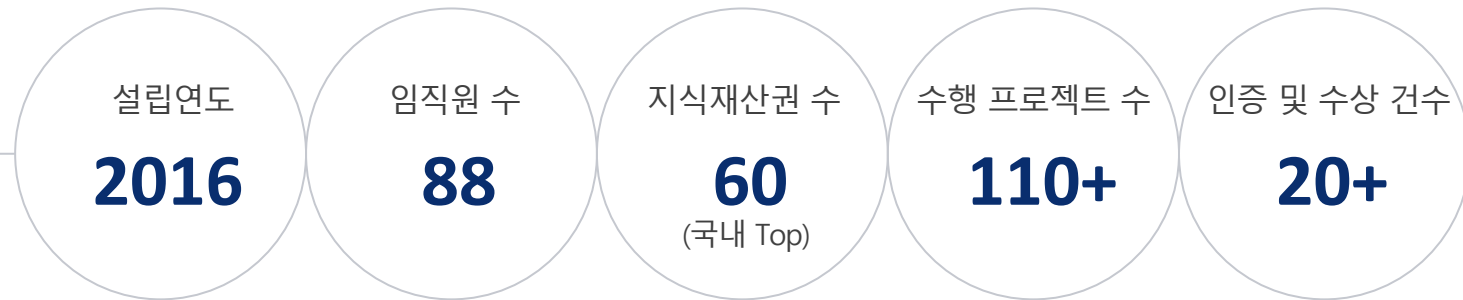 설립연도
2016
임직원 수
88
지식재산권 수
60
(국내 Top)
수행 프로젝트 수
110+
인증 및 수상 건수
20+